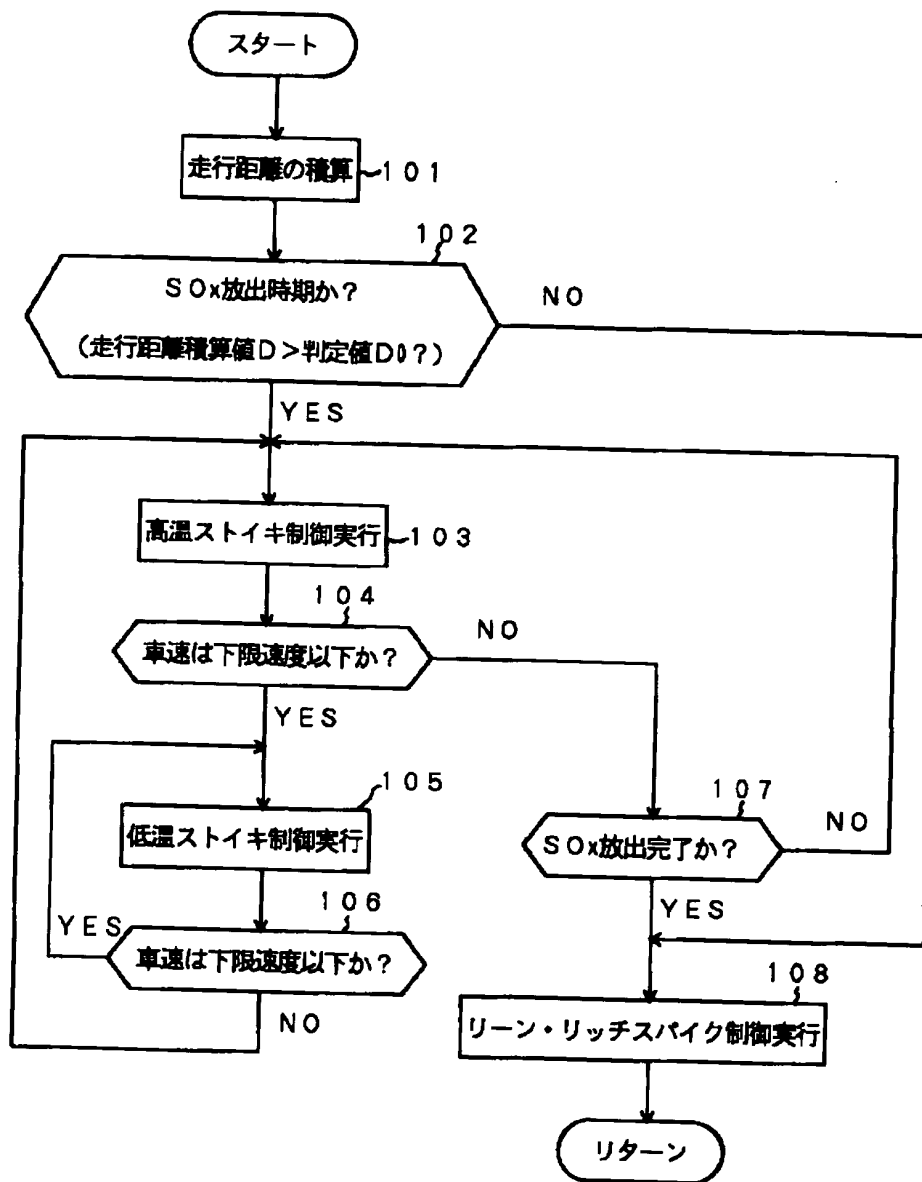 スタート
走行距離の積算
101
102
SOx放出時期か?
(走行距離積算値D>判定値D0?)
NO
YES
高温ストイキ制御実行
103
104
車速は下限速度以下か?
NO
YES
105
低温ストイキ制御実行
106
車速は下限速度以下か?
YES
NO
107
SOx放出完了か?
NO
YES
108
リーン・リッチスパイク制御実行
リターン